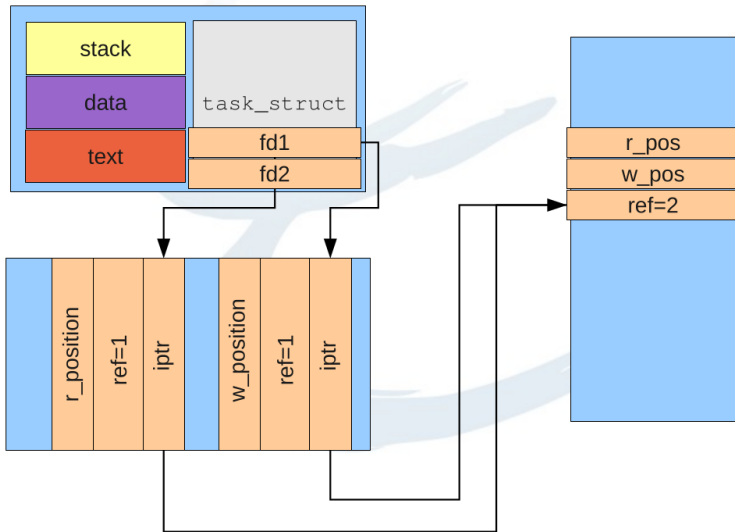 stack
data
text
task_struct
fd1
fd2
r_pos
w_pos
ref=2
r_position
ref=1
iptr
w_position
ref=1
iptr